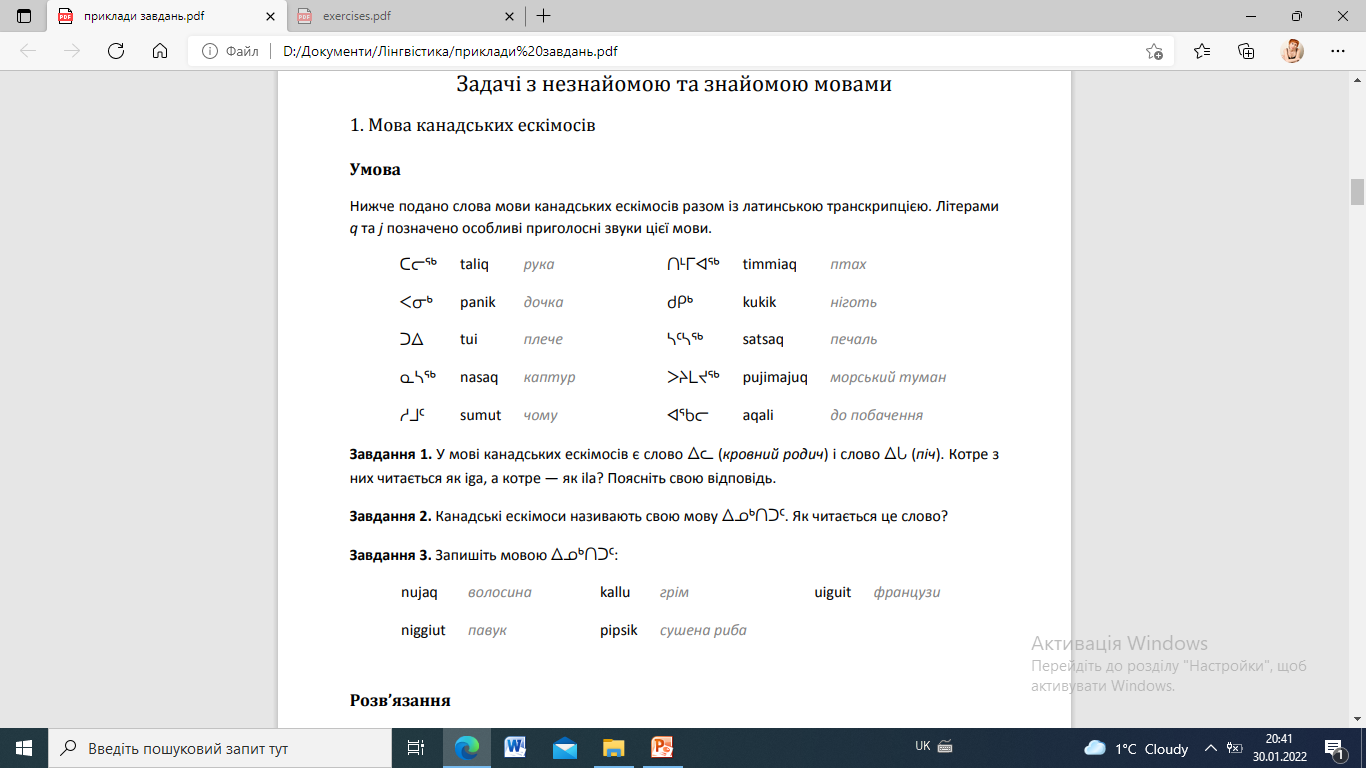 приклади завдань.pdf
exercises.pdf
Файл
D:/Документи/Лінгвістика/приклади%20завдань.pdf
Задачі з незнайомою та знайомою мовами
1. Мова канадських ескімосів
Умова
Нижче подано слова мови канадських ескімосів разом із латинською транскрипцією. Літерами
q та j позначено особливі приголосні звуки цієї мови.
ᑕᓕᖅ taliq рука ᑎᒻᒥᐊᖅ timmiaq птах
ᐸᓂᒃ panik дочка ᑯᑭᒃ kukik ніготь
ᑐᐃ tui плече ᓴᑦᓴᖅ satsaq печаль
ᓇᓴᖅ nasaq каптур ᐳᔨᒪᔪᖅ pujimajuq морський туман
ᓱᒧᑦ sumut чому ᐊᖃᓕ aqali до побачення
Завдання 1. У мові канадських ескімосів є слово ᐃᓚ (кровний родич) і слово ᐃᒐ (піч). Котре з
них читається як iga, а котре — як ila? Поясніть свою відповідь.
Завдання 2. Канадські ескімоси називають свою мову ᐃᓄᒃᑎᑐᑦ. Як читається це слово?
Завдання 3. Запишіть мовою ᐃᓄᒃᑎᑐᑦ:
nujaq волосина kallu грім uiguit французи
niggiut павук pipsik сушена риба
Розв’язання
Активація Windows
Перейдіть до розділу "Настройки", щоб
активувати Windows.
Введіть пошуковий запит тут
UK
1°C Cloudy
20:41
30.01.2022
1